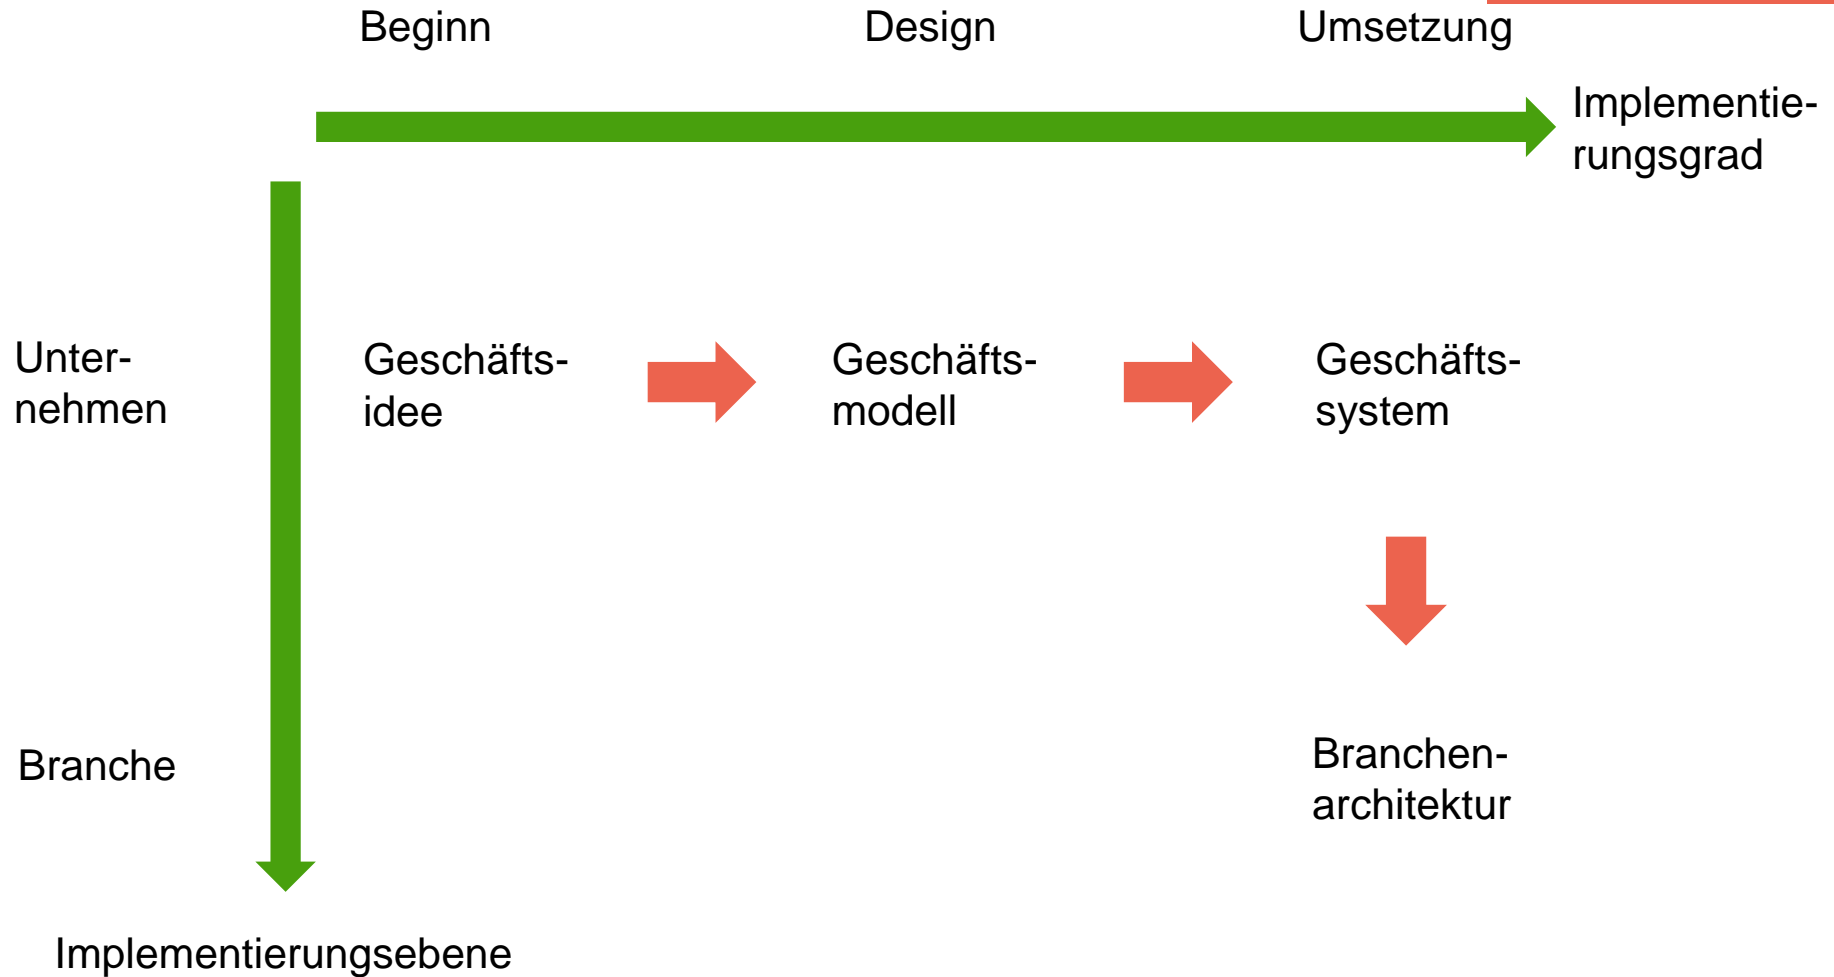 Beginn
Design
Umsetzung
Implementie-
rungsgrad
Unter-
nehmen
Geschäfts-
idee
Geschäfts-
modell
Geschäfts-
system
Branche
Branchen-
architektur
Implementierungsebene